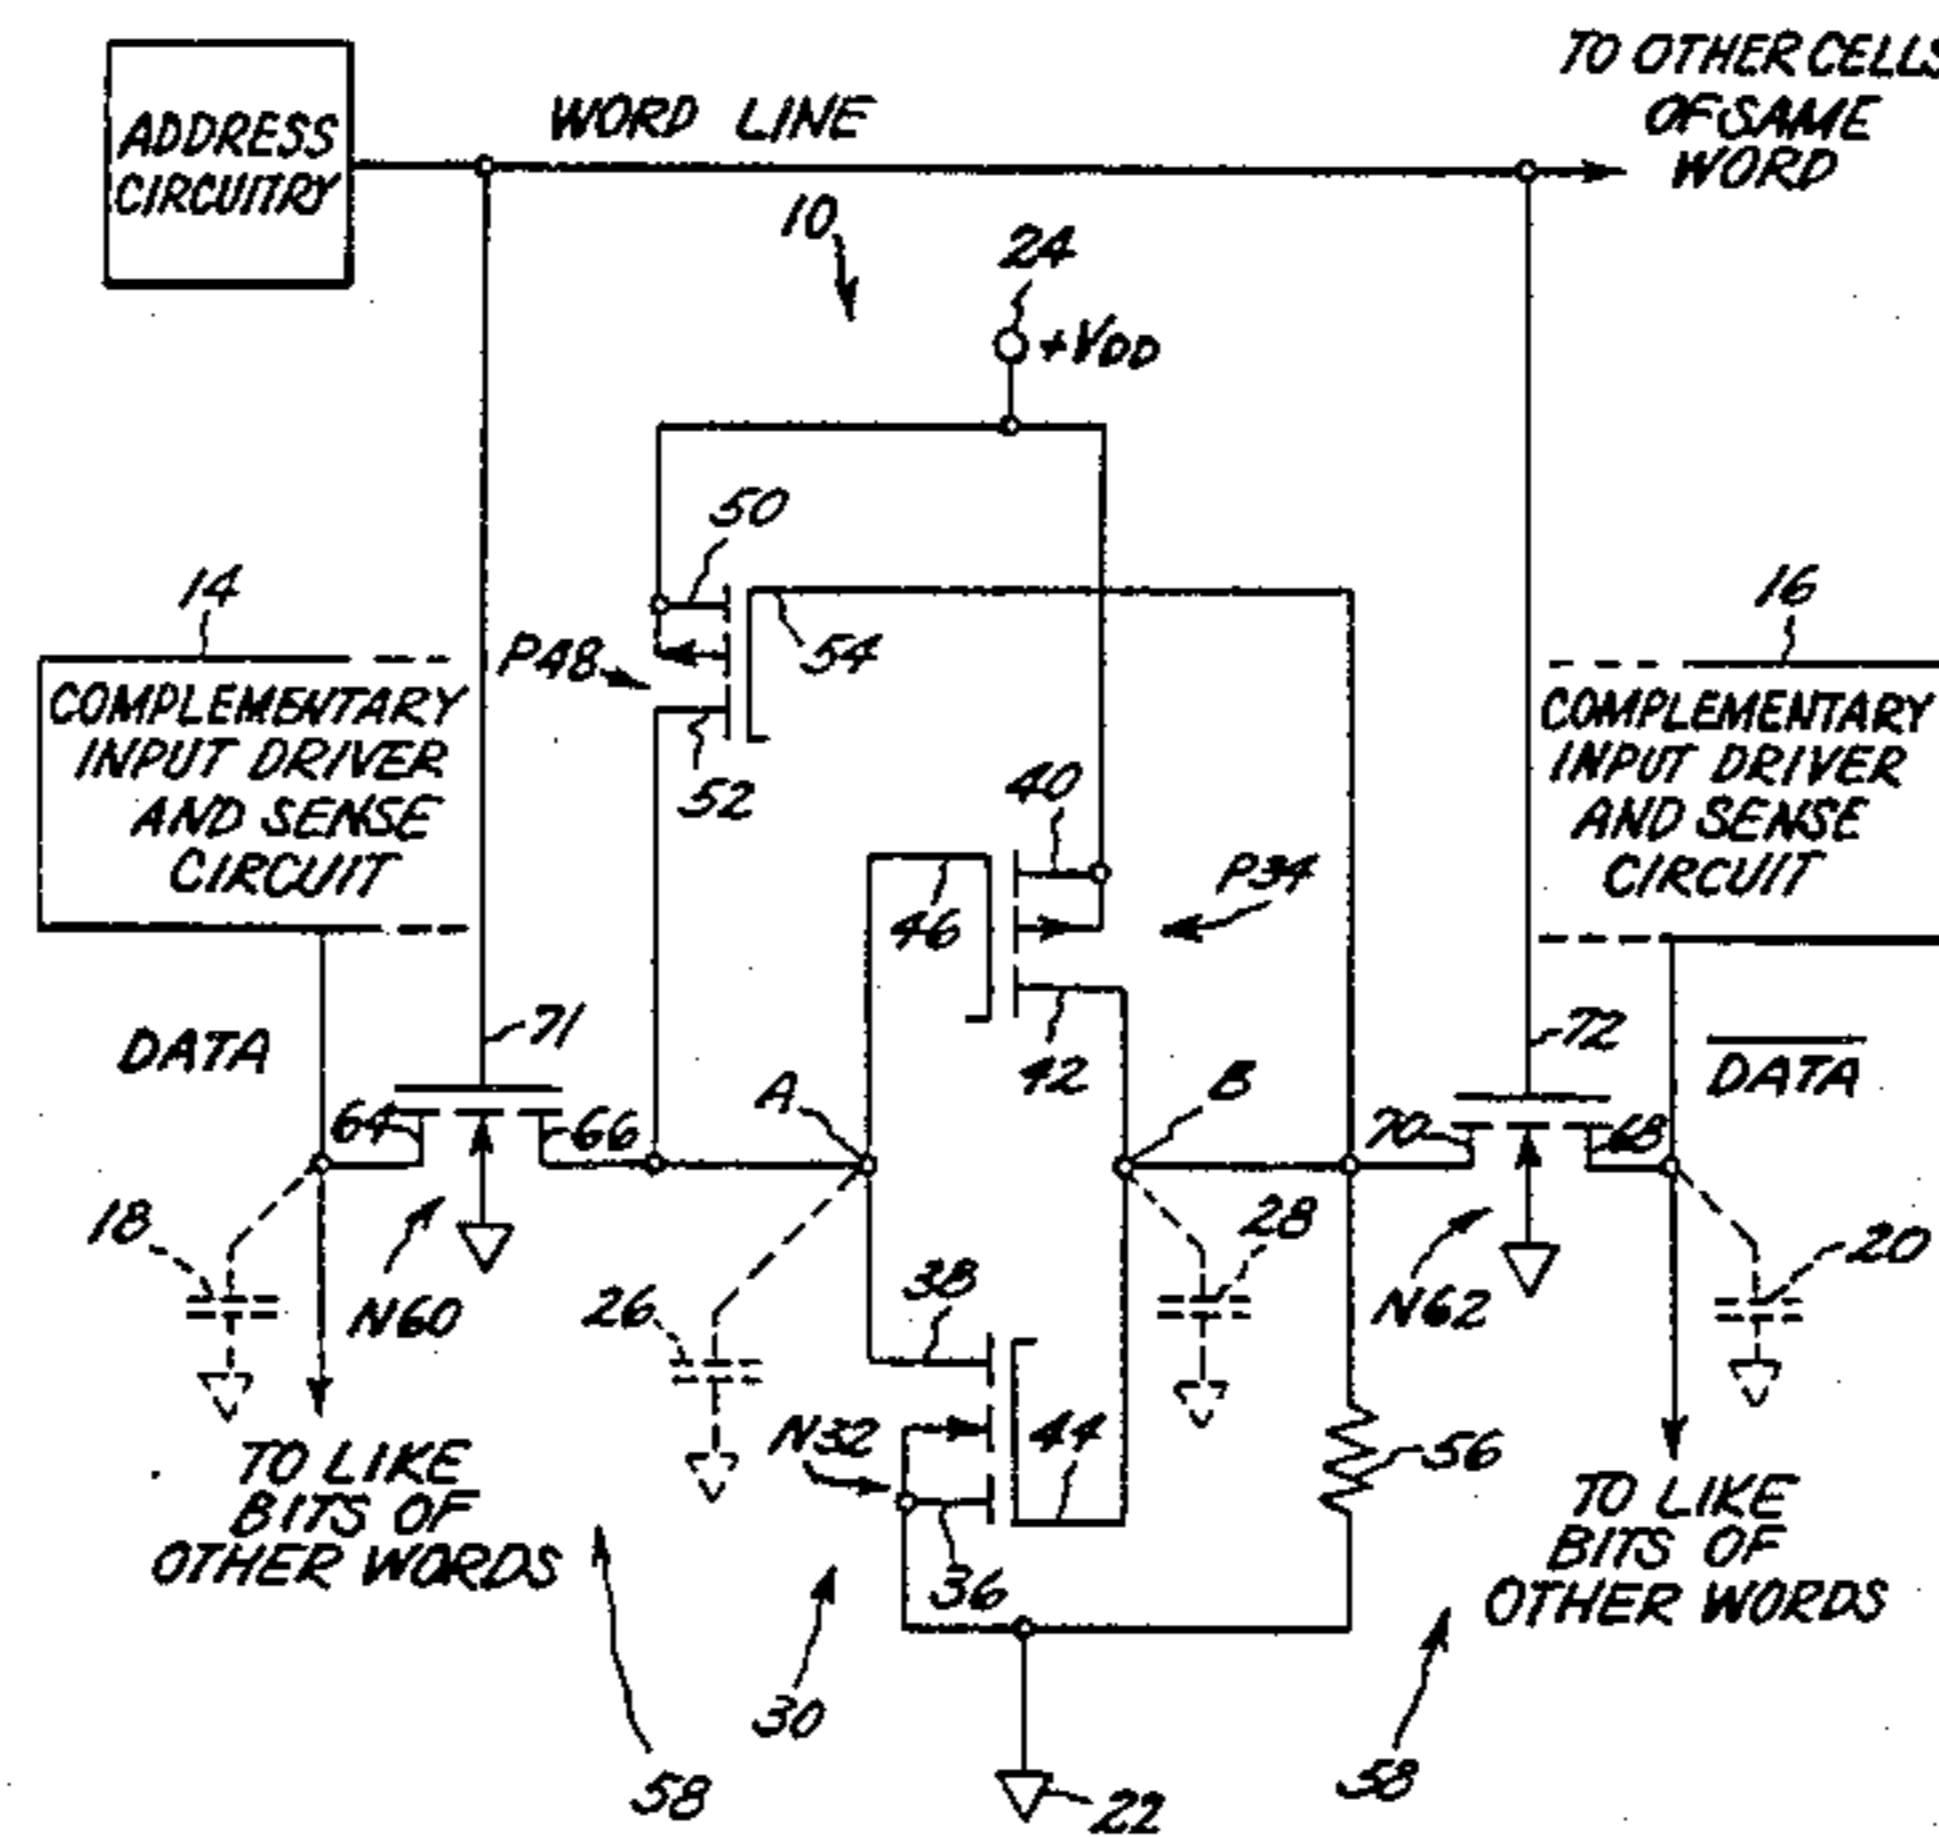 TO OTHER CELLS
OF SAME
WORD
ADDRESS
CIRCUITRY
WORD LINE
10
24
+VDD
50
54
P48
52
14
COMPLEMENTARY
INPUT DRIVER
AND SENSE
CIRCUIT
16
COMPLEMENTARY
INPUT DRIVER
AND SENSE
CIRCUIT
40
P34
46
42
DATA
71
72
DATA
A
B
64
66
70
68
18
N60
26
38
28
N62
20
N32
44
56
36
TO LIKE
BITS OF
OTHER WORDS
TO LIKE
BITS OF
OTHER WORDS
30
58
58
22